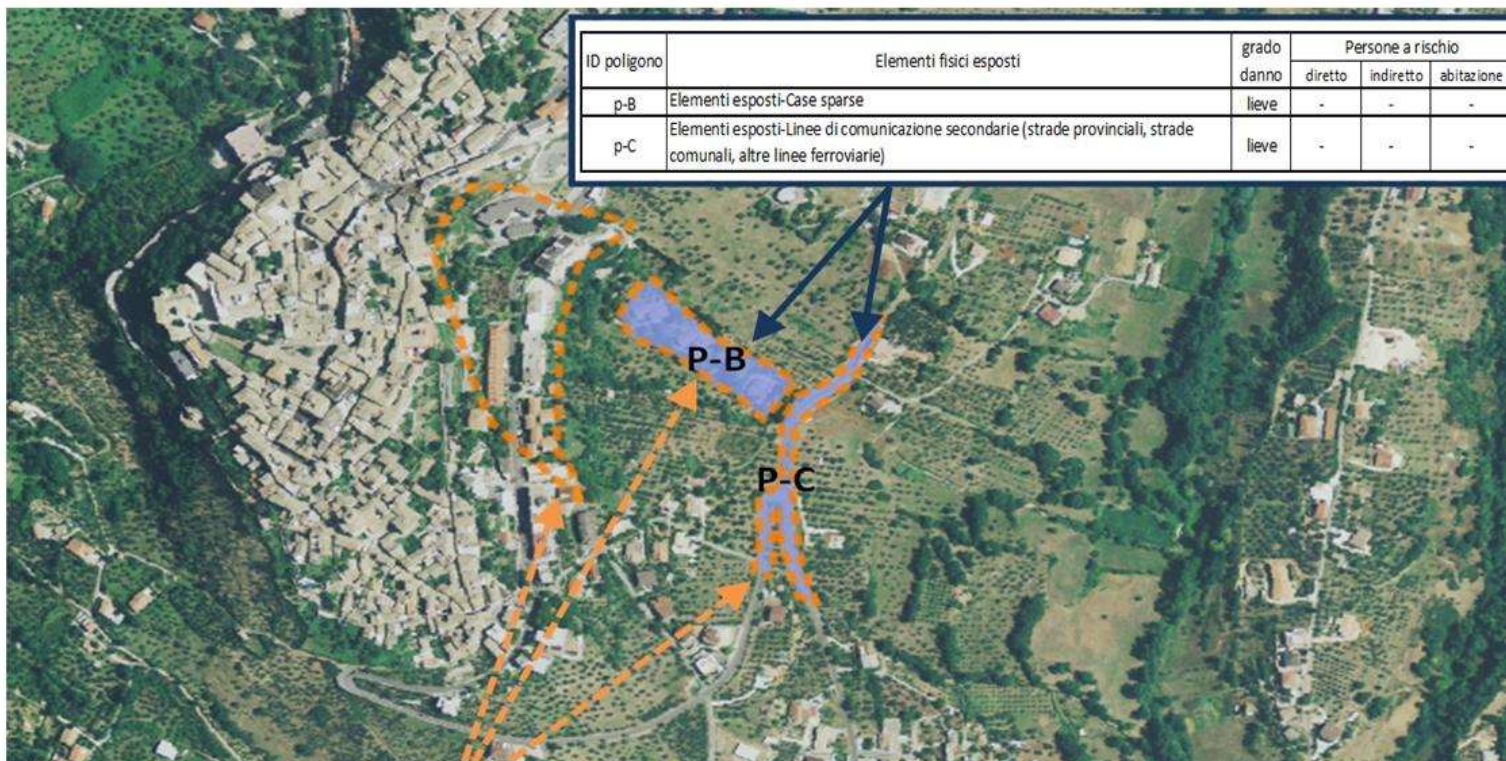 ID poligono Elementi fisici esposti grado danno Persone a rischio
diretto indiretto abitazione
p-B Elementi esposti-Case sparse lieve - - -
p-C Elementi esposti-Linee di comunicazione secondarie (strade provinciali, strade
comunali, altre linee ferroviarie) lieve - - -
P-B
P-C